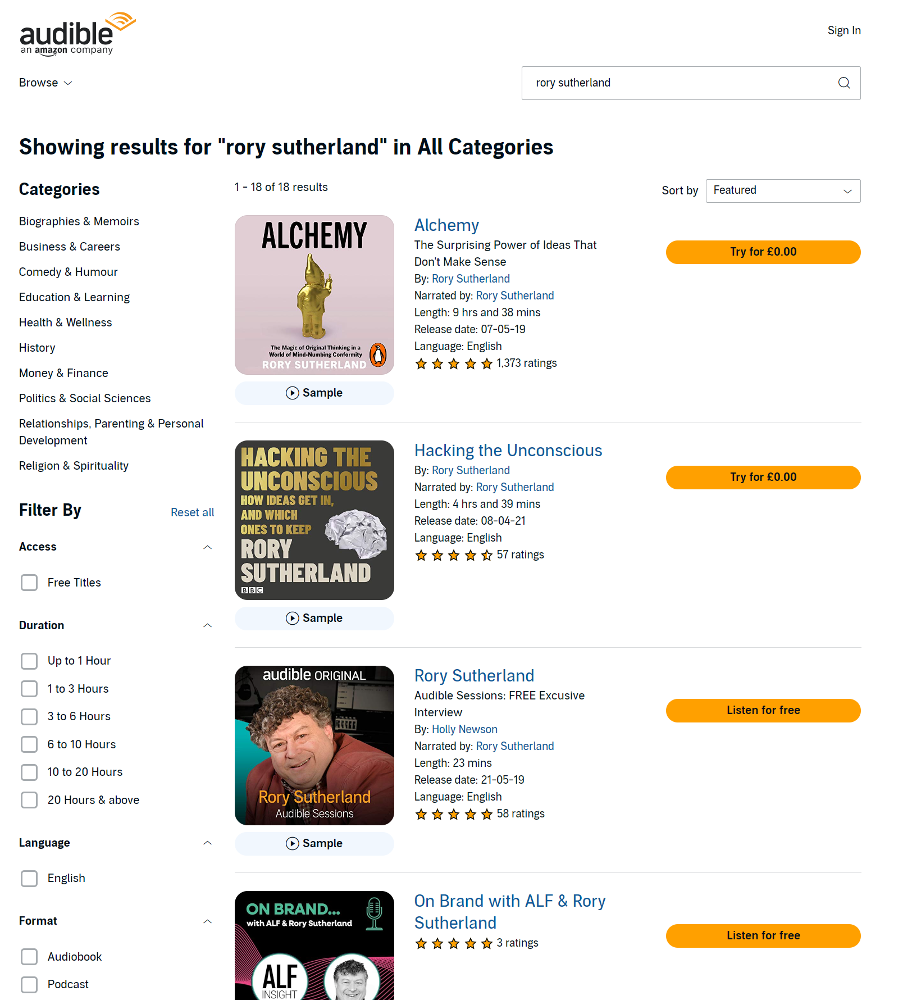 audible
an amazon company
Sign In
Browse
rory sutherland
Showing results for "rory sutherland" in All Categories
Categories
Biographies & Memoirs
Business & Careers
Comedy & Humour
Education & Learning
Health & Wellness
History
Money & Finance
Politics & Social Sciences
Relationships, Parenting & Personal
Development
Religion & Spirituality
Filter By
Reset all
Access
Free Titles
Duration
Up to 1 Hour
1 to 3 Hours
3 to 6 Hours
6 to 10 Hours
10 to 20 Hours
20 Hours & above
Language
English
Format
Audiobook
Podcast
1 - 18 of 18 results
Sort by
Featured
ALCHEMY
The Magic of Original Thinking in a
World of Mind-Numbing Conformity
RORY SUTHERLAND
Sample
Alchemy
The Surprising Power of Ideas That
Don't Make Sense
By: Rory Sutherland
Narrated by: Rory Sutherland
Length: 9 hrs and 38 mins
Release date: 07-05-19
Language: English
1,373 ratings
Try for £0.00
HACKING THE
UNCONSCIOUS
HOW IDEAS GET IN,
AND WHICH
ONES TO KEEP
RORY
SUTHERLAND
BBC
Sample
Hacking the Unconscious
By: Rory Sutherland
Narrated by: Rory Sutherland
Length: 4 hrs and 39 mins
Release date: 08-04-21
Language: English
57 ratings
Try for £0.00
audible ORIGINAL
Rory Sutherland
Audible Sessions
Sample
Rory Sutherland
Audible Sessions: FREE Excusive
Interview
By: Holly Newson
Narrated by: Rory Sutherland
Length: 23 mins
Release date: 21-05-19
Language: English
58 ratings
Listen for free
ON BRAND...
with ALF & Rory Sutherland
ALF
INSIGHT
On Brand with ALF & Rory
Sutherland
3 ratings
Listen for free